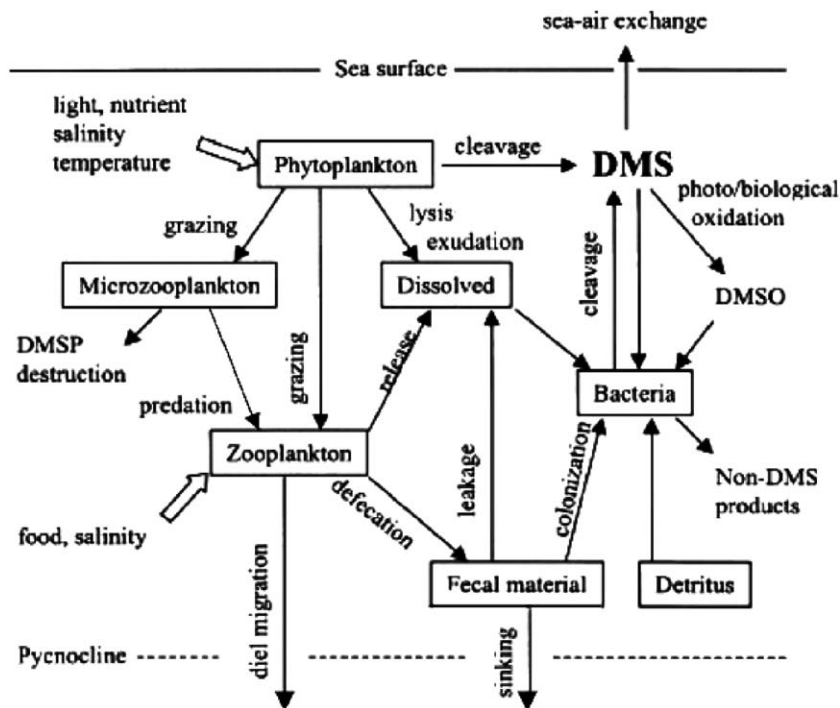 sea-air exchange
Sea surface
light, nutrient
salinity
temperature
Phytoplankton
cleavage
DMS
photo/biological
oxidation
grazing
lysis
exudation
Microzooplankton
Dissolved
cleavage
DMSO
DMSP
destruction
predation
grazing
release
Bacteria
Zooplankton
defecation
leakage
colonization
Non-DMS
products
food, salinity
diel migration
Fecal material
Detritus
Pycnocline
sinking